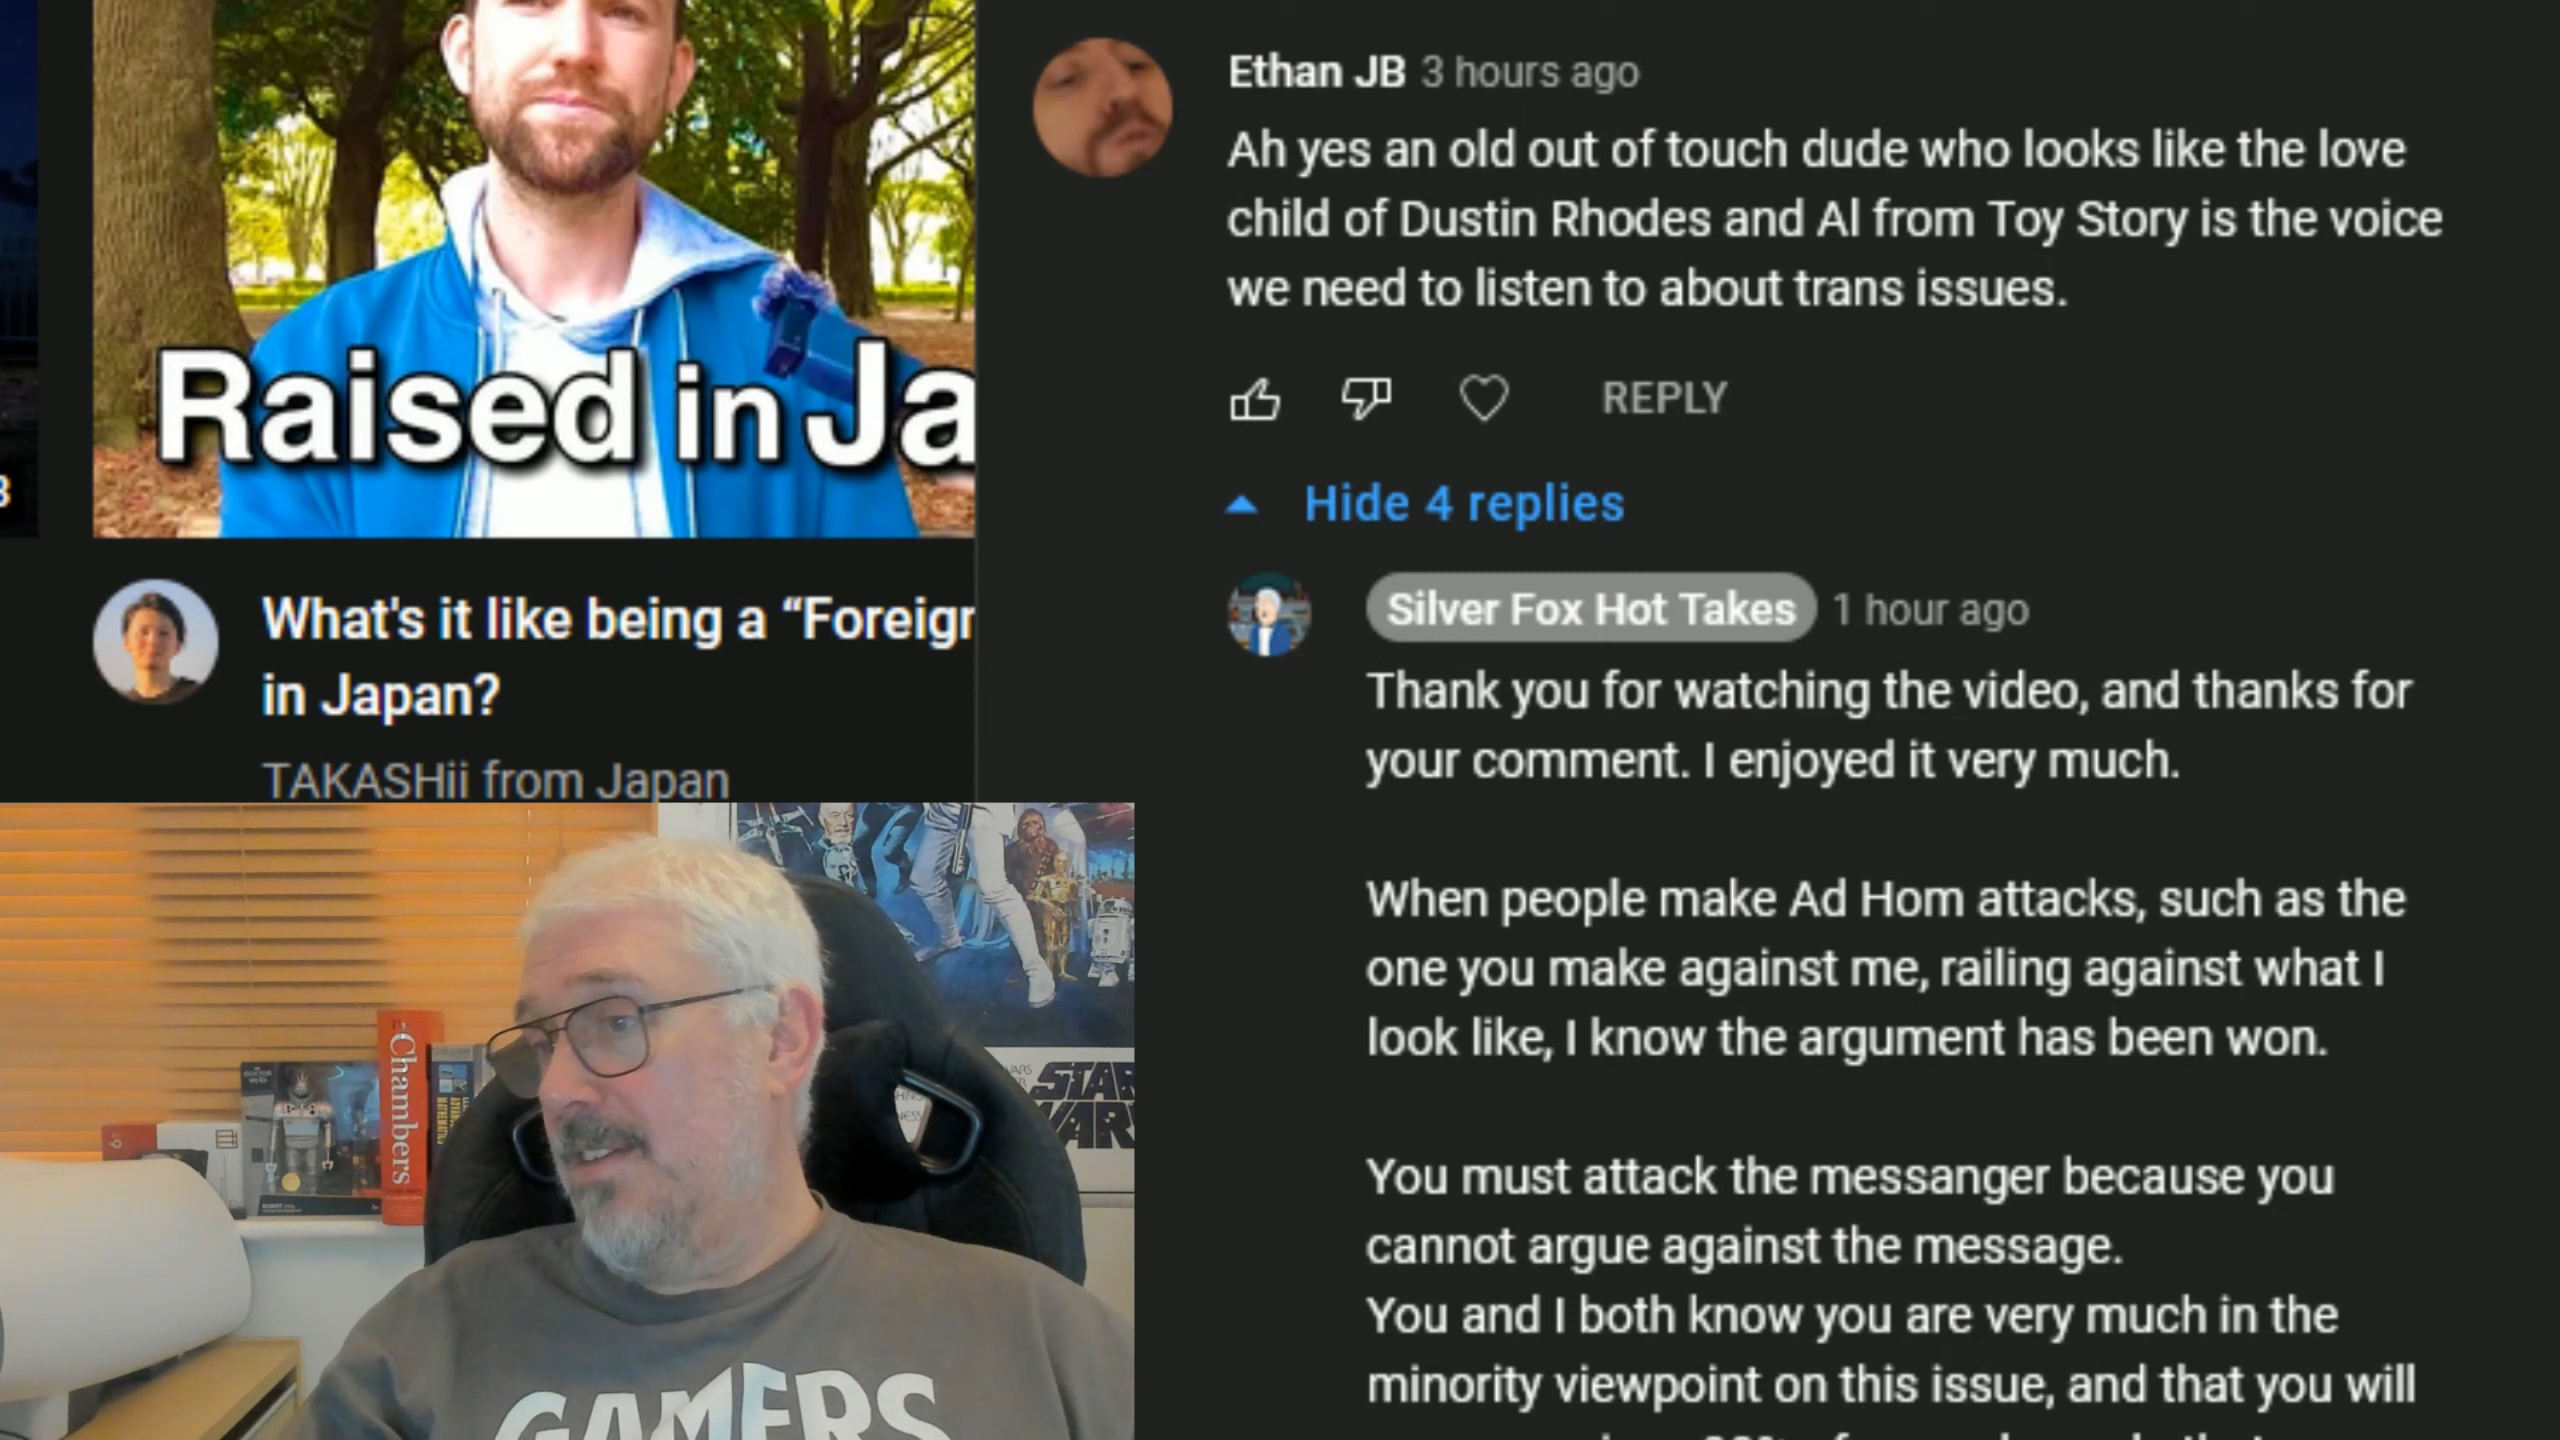 Raised in Ja
3
What's it like being a “Foreigr
in Japan?
TAKASHii from Japan
Ethan JB 3 hours ago
Ah yes an old out of touch dude who looks like the love
child of Dustin Rhodes and Al from Toy Story is the voice
we need to listen to about trans issues.
REPLY
Hide 4 replies
Silver Fox Hot Takes 1 hour ago
Thank you for watching the video, and thanks for
your comment. I enjoyed it very much.
When people make Ad Hom attacks, such as the
one you make against me, railing against what I
look like, I know the argument has been won.
You must attack the messanger because you
cannot argue against the message.
You and I both know you are very much in the
minority viewpoint on this issue, and that you will
Chambers
STAR
WARS
GAMERS